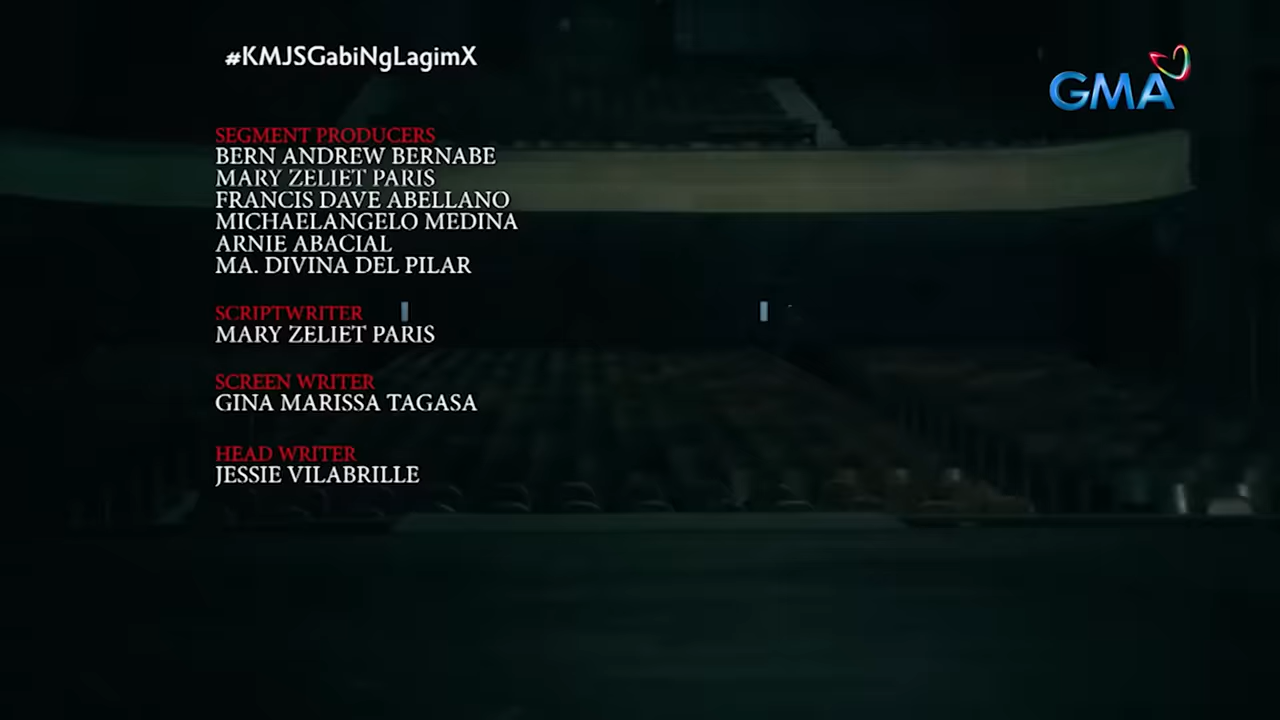 #KMJSGabiNgLagimX
GMA
SEGMENT PRODUCERS
BERN ANDREW BERNABE
MARY ZELIET PARIS
FRANCIS DAVE ABELLANO
MICHAELANGELO MEDINA
ARNIE ABACIAL
MA. DIVINA DEL PILAR
SCRIPTWRITER
MARY ZELIET PARIS
SCREEN WRITER
GINA MARISSA TAGASA
HEAD WRITER
JESSIE VILABRILLE